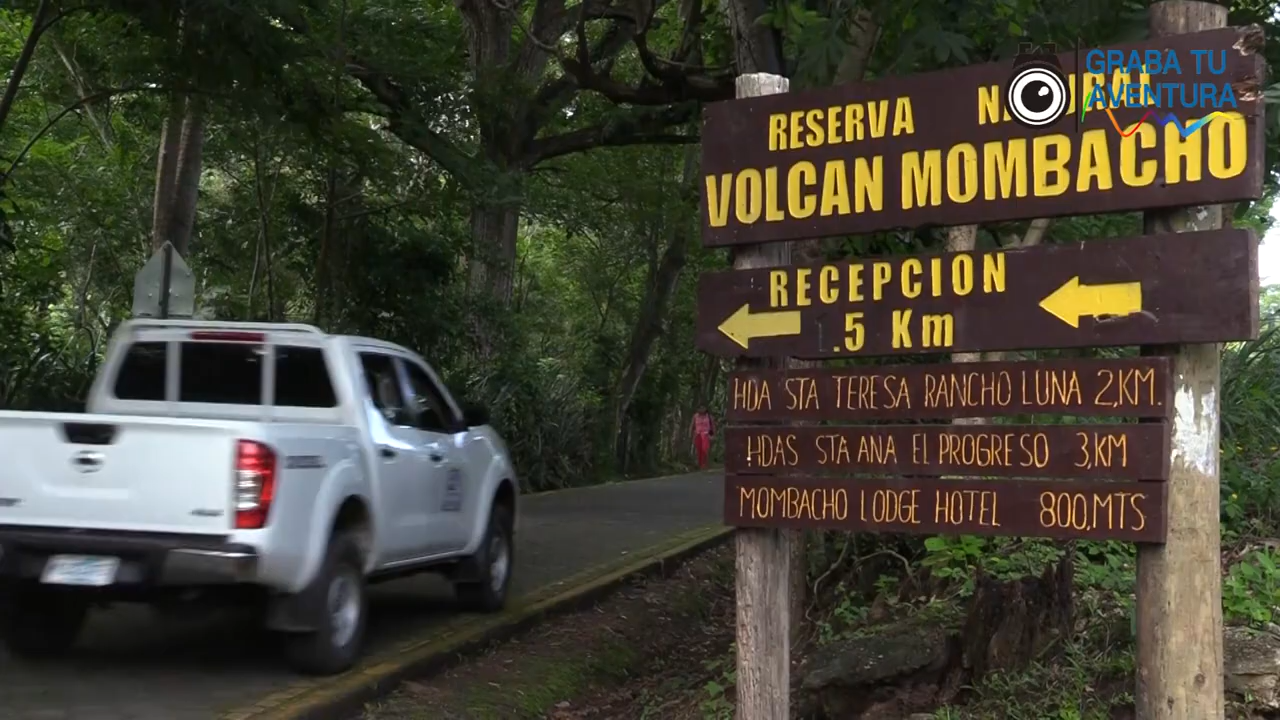 GRABA TU
AVENTURA
RESERVA
VOLCAN MOMBACHO
RECEPCION
.5 Km
HDA STA TERESA RANCHO LUNA 2,KM.
HDAS STA ANA EL PROGRESO 3,KM
MOMBACHO LODGE HOTEL 800,MTS